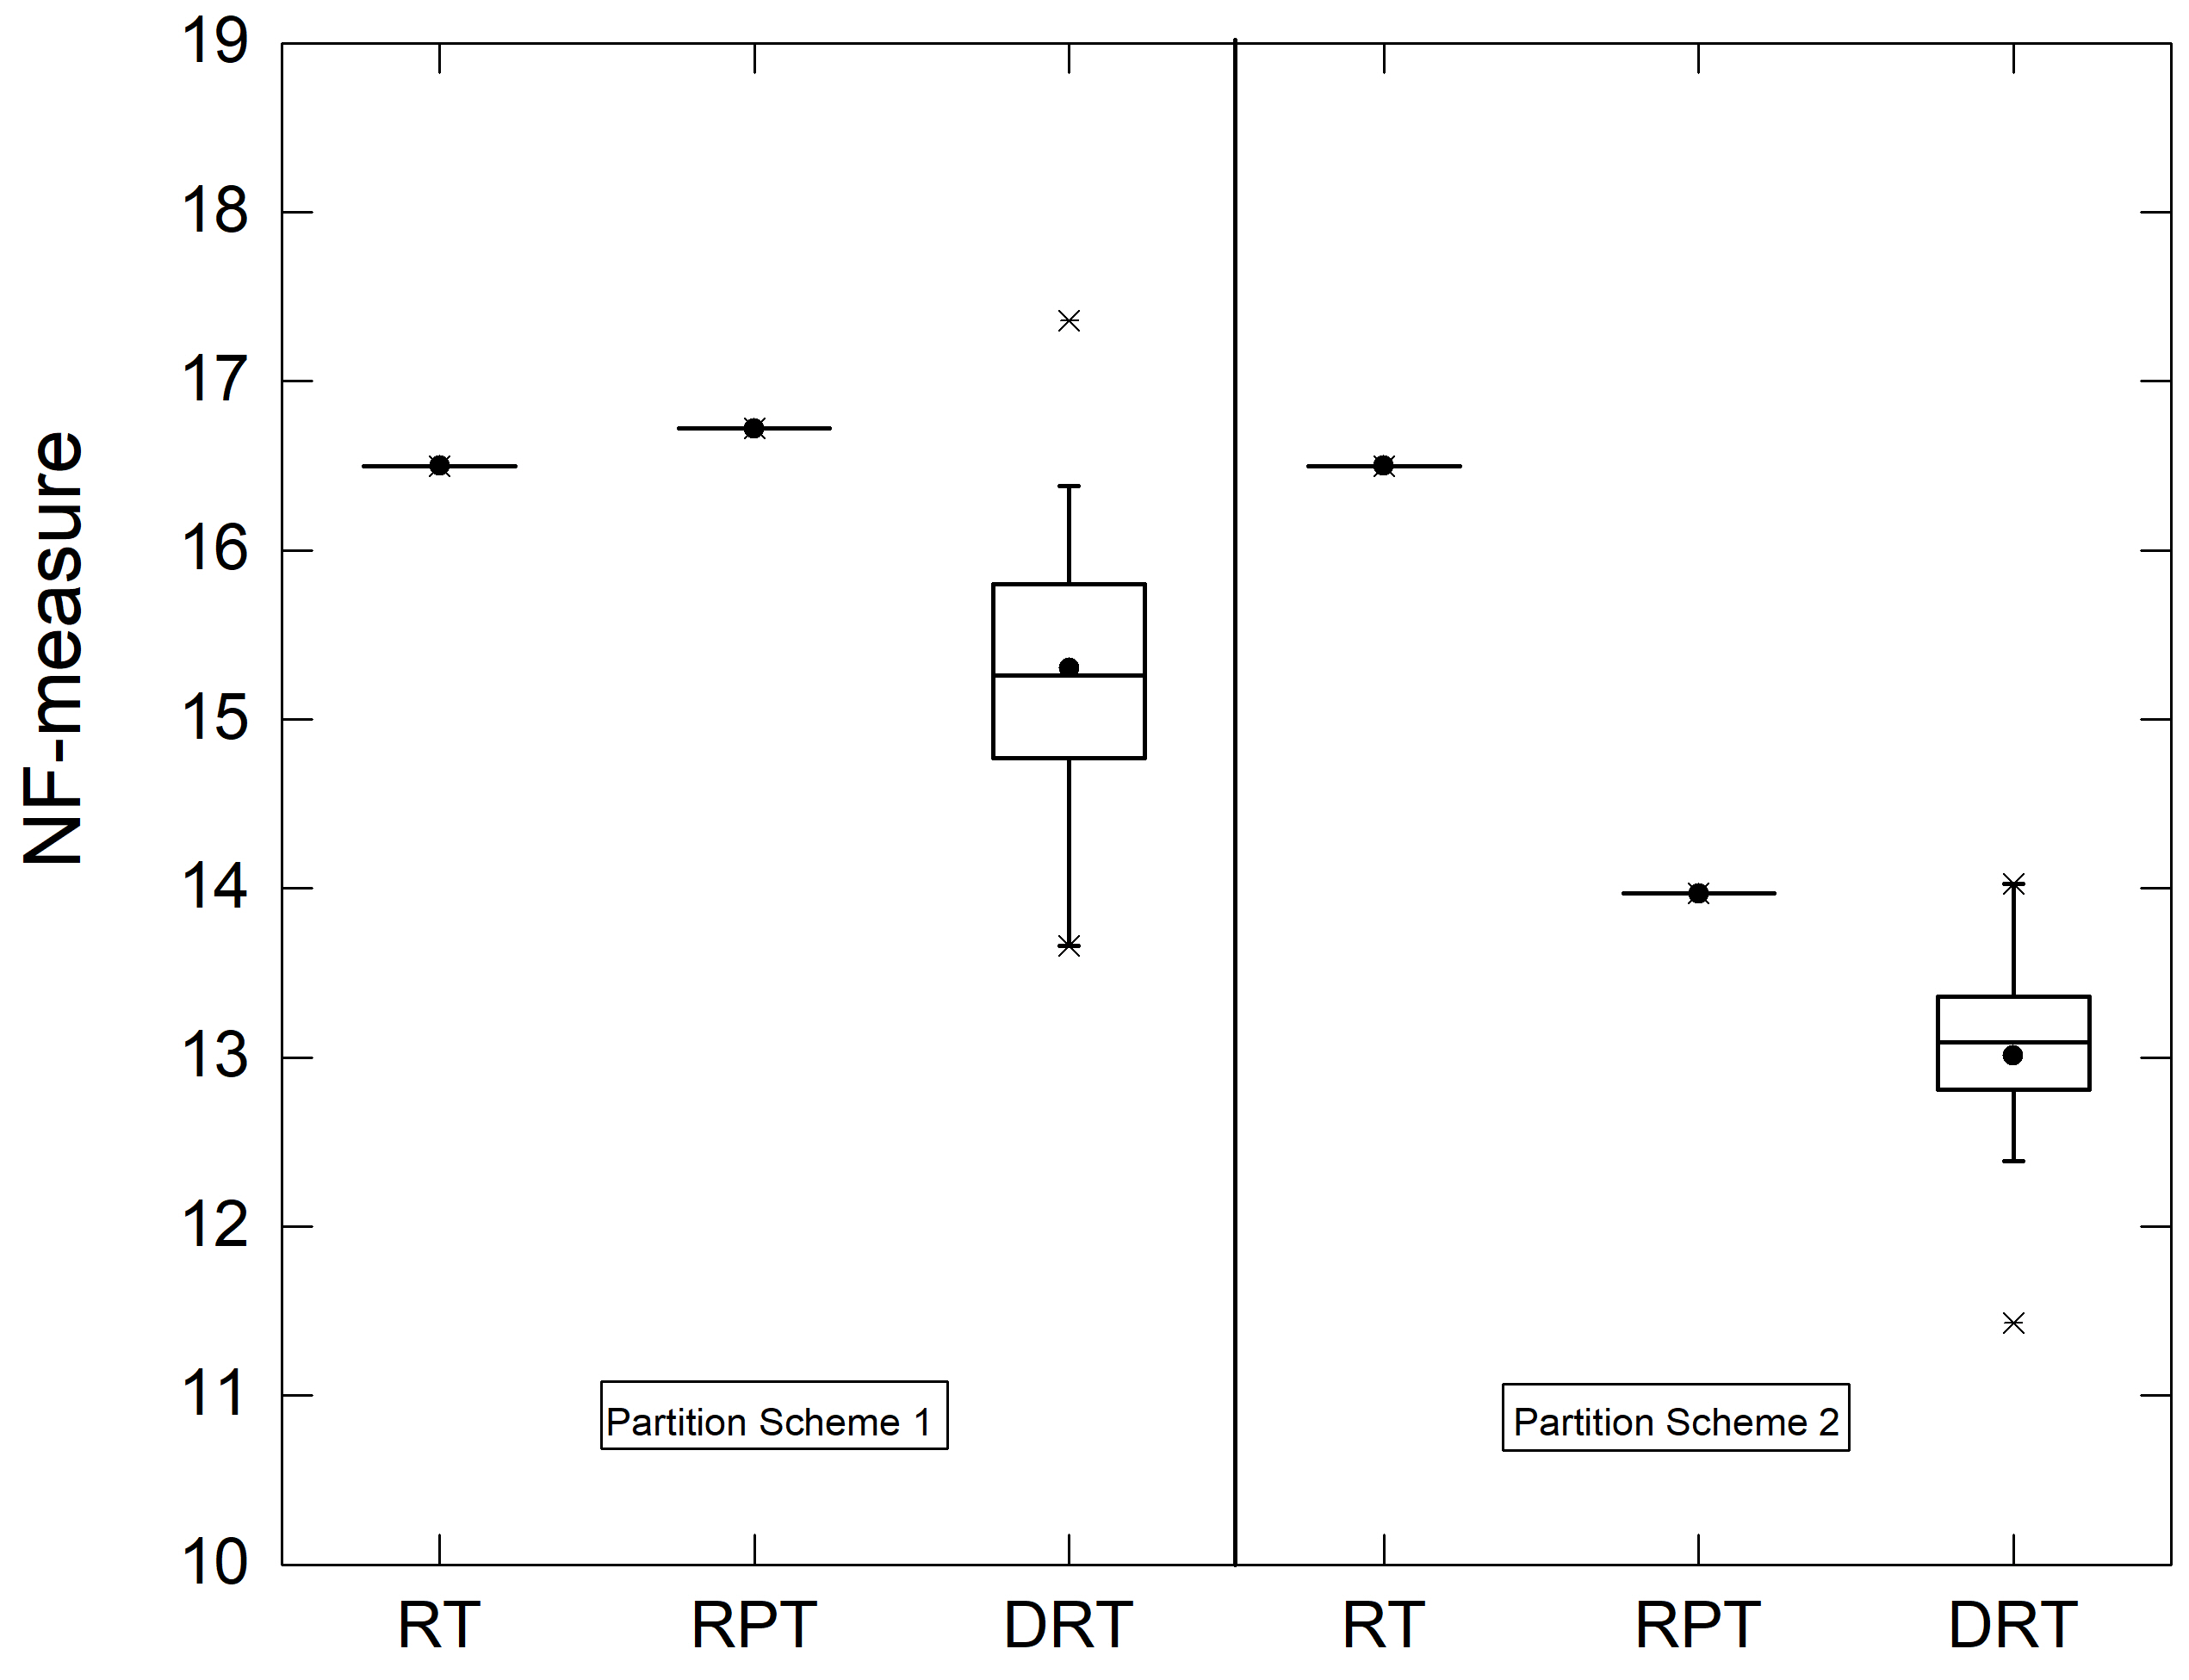 NF-measure
19
18
17
16
15
14
13
12
11
10
Partition Scheme 1
Partition Scheme 2
RT RPT DRT RT RPT DRT